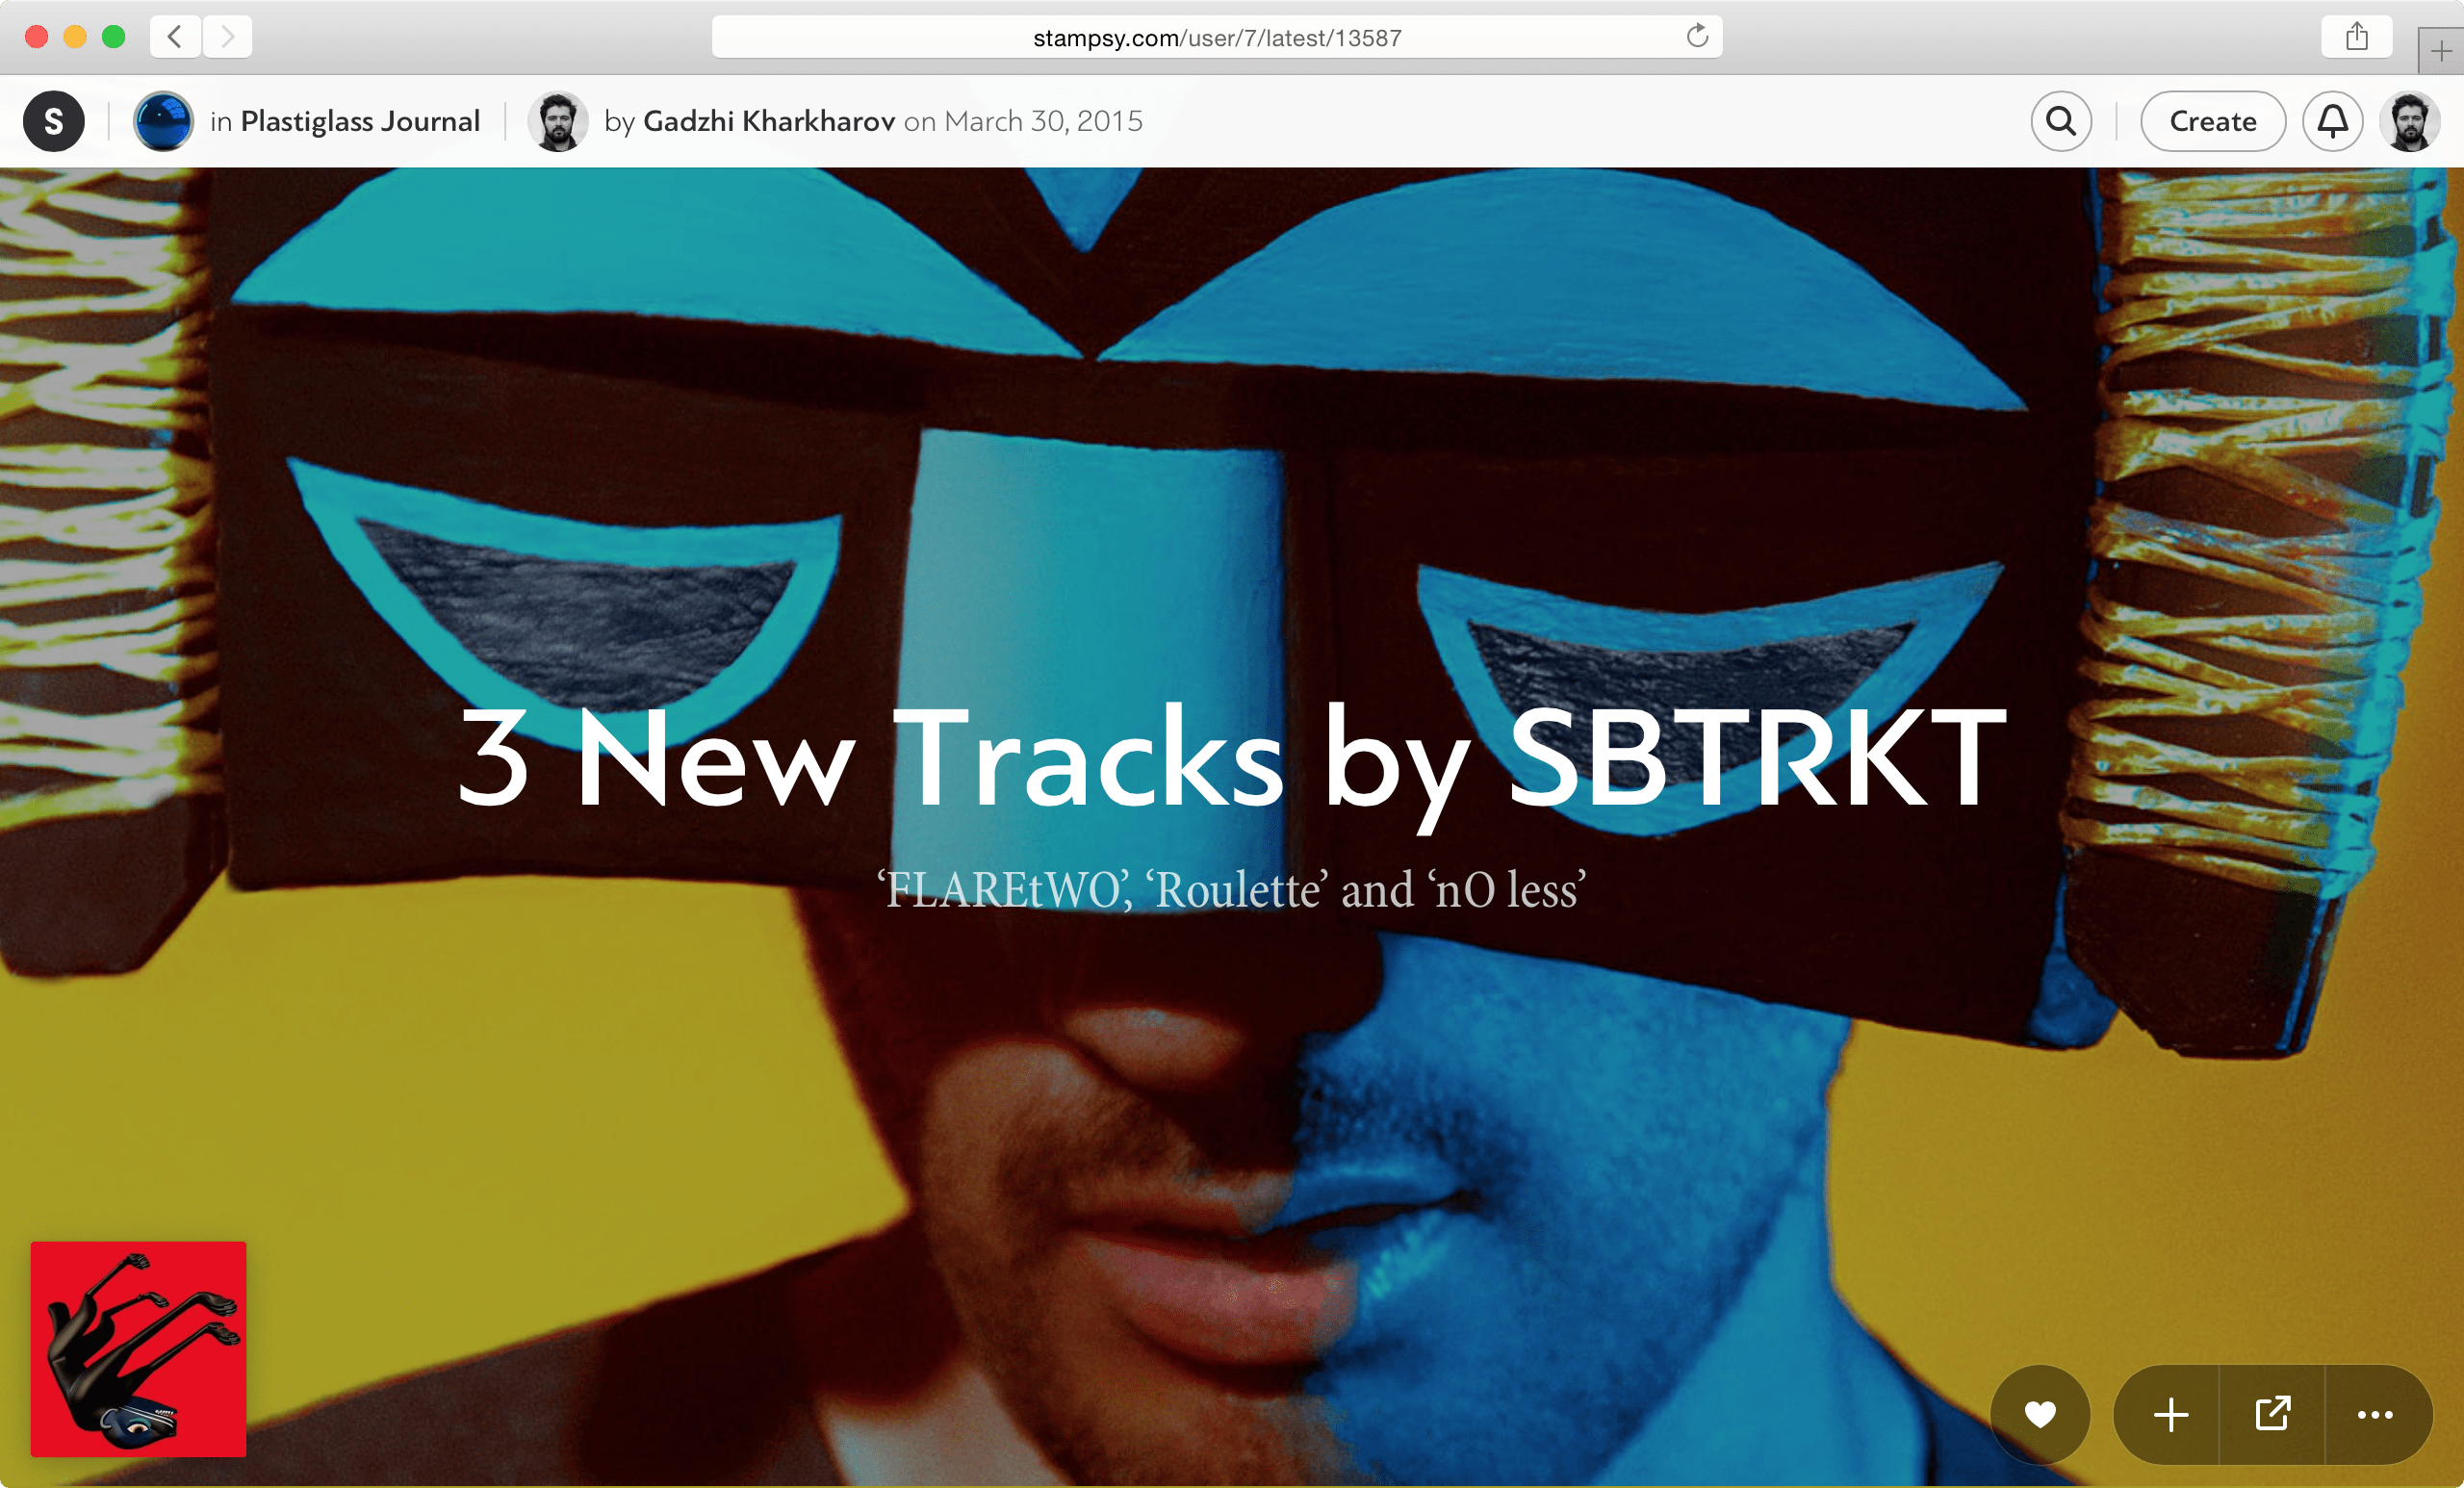 stampsy.com/user/7/latest/13587
S
in Plastiglass Journal
by Gadzhi Kharkharov on March 30, 2015
Create
3 New Tracks by SBTRKT
‘FLAREtWO’, ‘Roulette’ and ‘nO less’